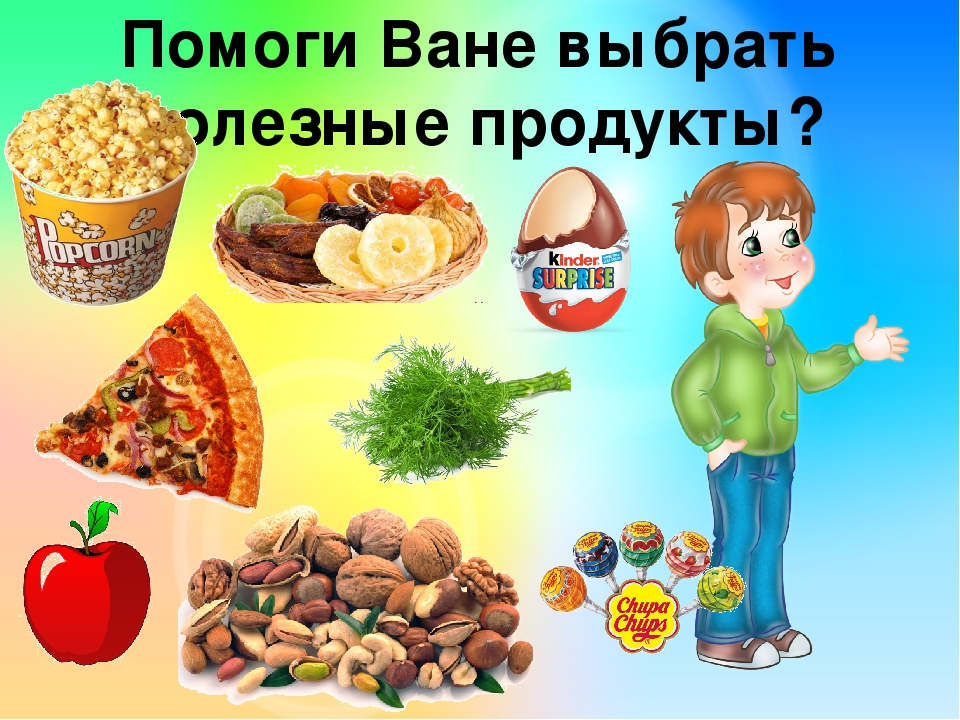 Помоги Ване выбрать
олезные продукты?
POPCORN
Kinder
SURPRISE
Chupa
Chups